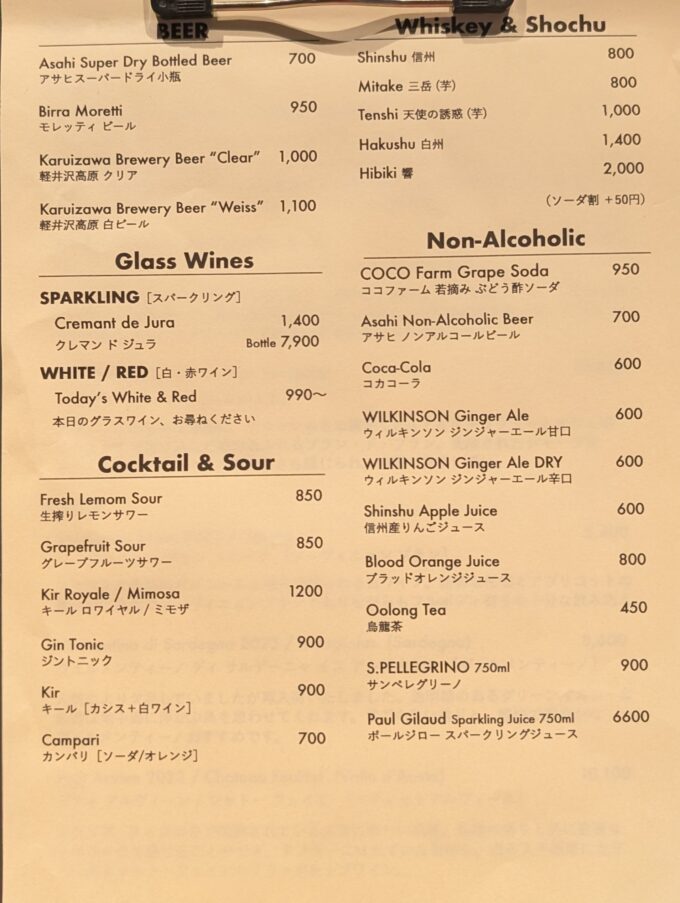 BEER
Asahi Super Dry Bottled Beer 700
アサヒスーパードライ小瓶
Birra Moretti 950
モレッティ ビール
Karuizawa Brewery Beer “Clear” 1,000
軽井沢高原 クリア
Karuizawa Brewery Beer “Weiss” 1,100
軽井沢高原 白ビール
Glass Wines
SPARKLING［スパークリング］
Cremant de Jura 1,400
クレマン ド ジュラ Bottle 7,900
WHITE / RED［白・赤ワイン］
Today’s White & Red 990〜
本日のグラスワイン、お尋ねください
Cocktail & Sour
Fresh Lemom Sour 850
生搾りレモンサワー
Grapefruit Sour 850
グレープフルーツサワー
Kir Royale / Mimosa 1200
キール ロワイヤル / ミモザ
Gin Tonic 900
ジントニック
Kir 900
キール［カシス＋白ワイン］
Campari 700
カンパリ［ソーダ/オレンジ］
Whiskey & Shochu
Shinshu 信州 800
Mitake 三岳（芋） 800
Tenshi 天使の誘惑（芋） 1,000
Hakushu 白州 1,400
Hibiki 響 2,000
（ソーダ割 ＋50円）
Non-Alcoholic
COCO Farm Grape Soda 950
ココファーム 若摘み ぶどう酢ソーダ
Asahi Non-Alcoholic Beer 700
アサヒ ノンアルコールビール
Coca-Cola 600
コカコーラ
WILKINSON Ginger Ale 600
ウィルキンソン ジンジャーエール甘口
WILKINSON Ginger Ale DRY 600
ウィルキンソン ジンジャーエール辛口
Shinshu Apple Juice 600
信州産りんごジュース
Blood Orange Juice 800
ブラッドオレンジジュース
Oolong Tea 450
烏龍茶
S.PELLEGRINO 750ml 900
サンペレグリーノ
Paul Gilaud Sparkling Juice 750ml 6600
ポールジロー スパークリングジュース